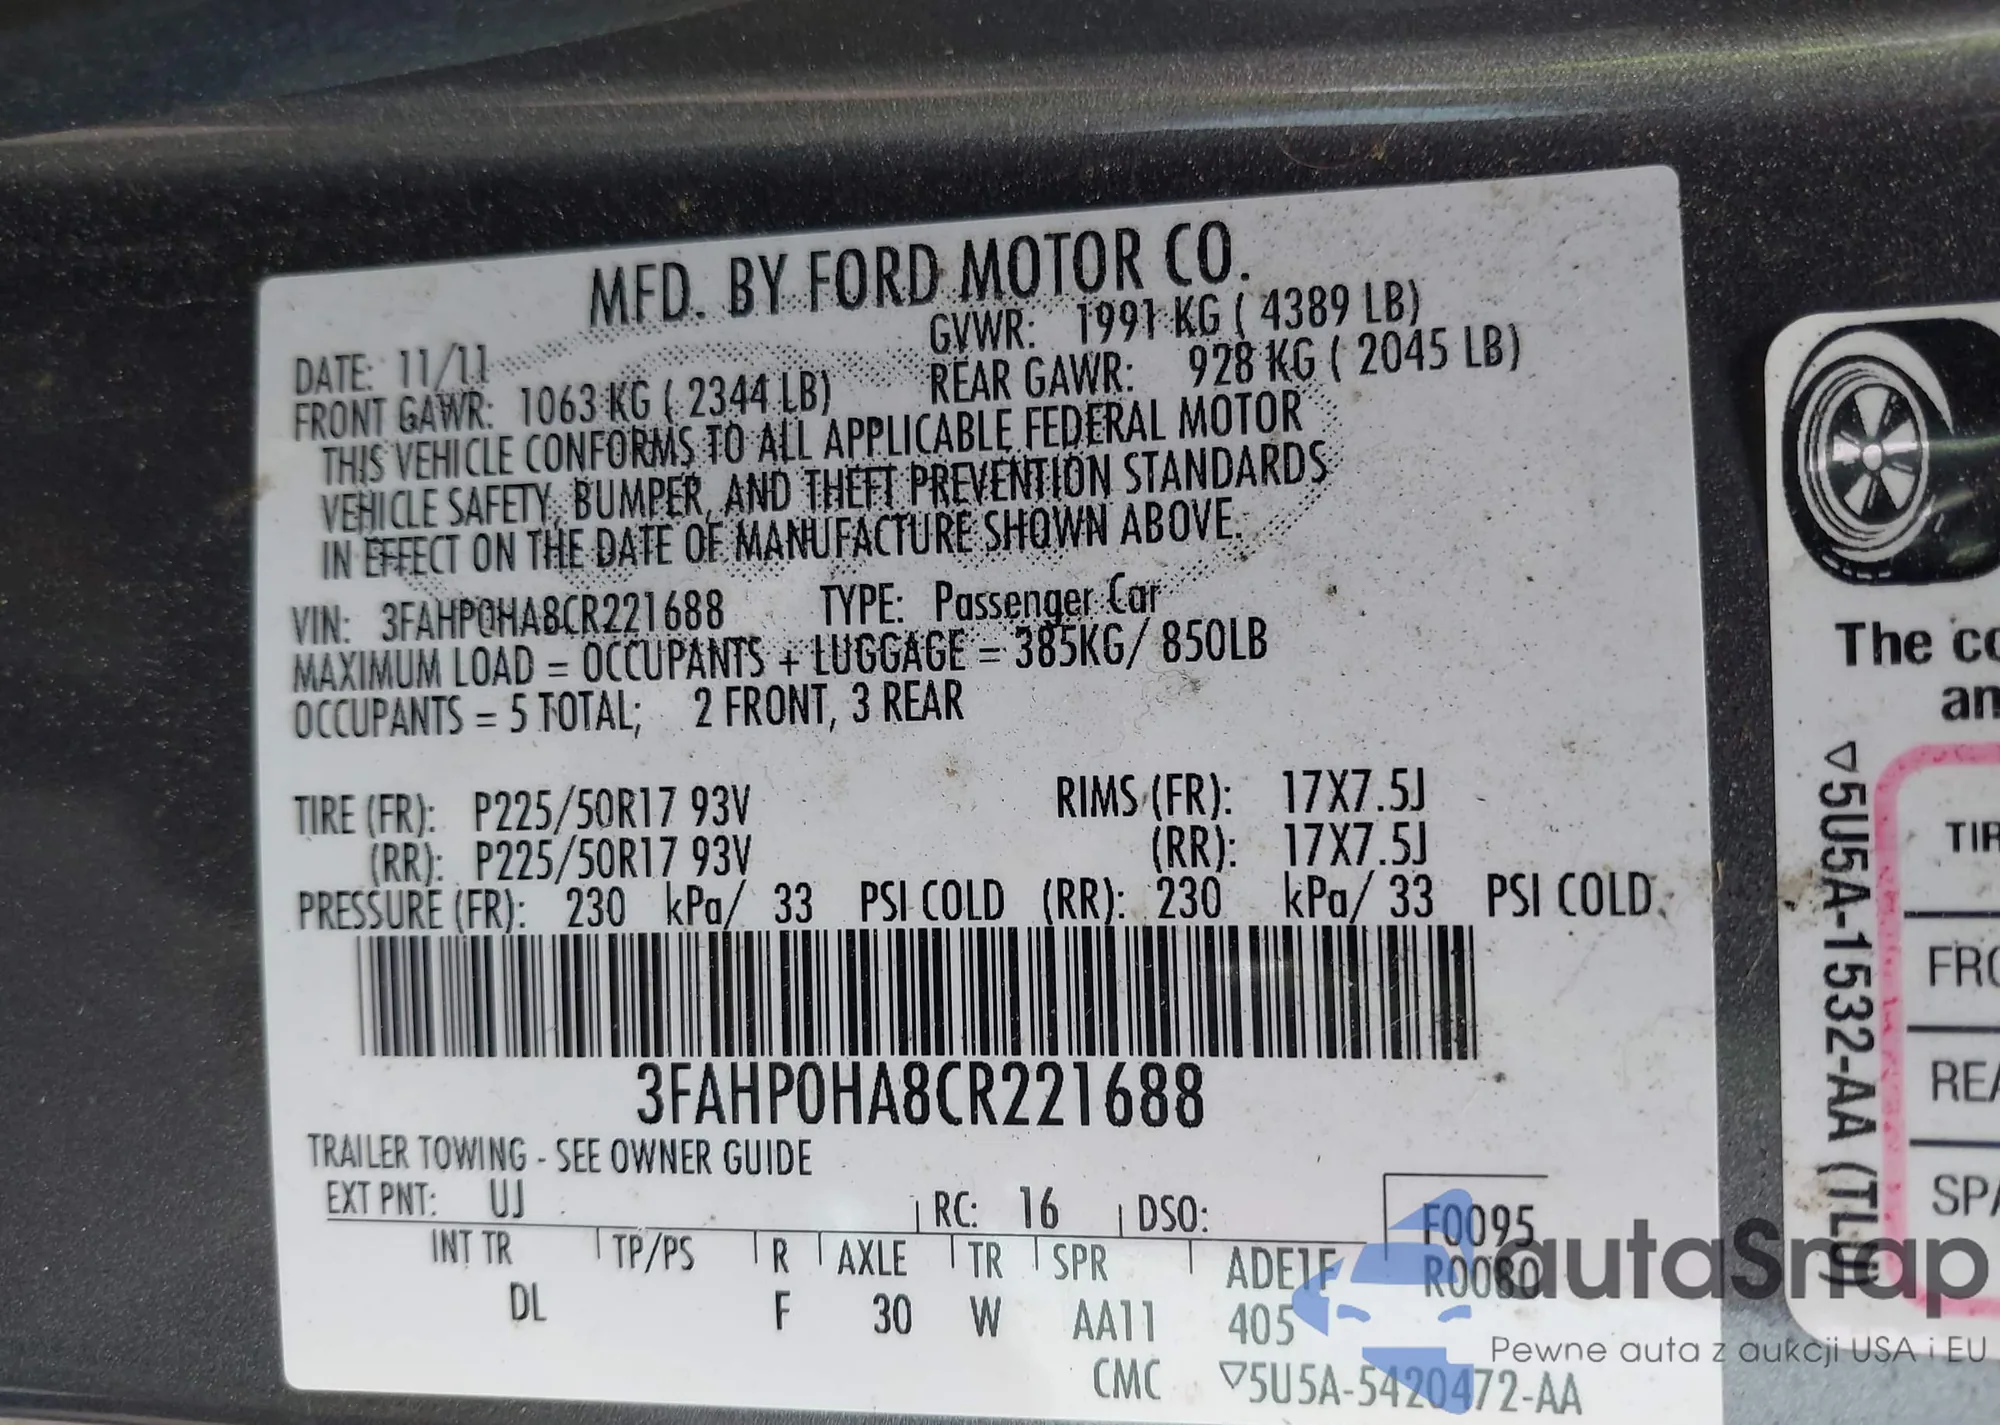 MFD. BY FORD MOTOR CO.
DATE: 11/11 GVWR: 1991 KG ( 4389 LB)
FRONT GAWR: 1063 KG ( 2344 LB) REAR GAWR: 928 KG ( 2045 LB)
THIS VEHICLE CONFORMS TO ALL APPLICABLE FEDERAL MOTOR
VEHICLE SAFETY, BUMPER, AND THEFT PREVENTION STANDARDS
IN EFFECT ON THE DATE OF MANUFACTURE SHOWN ABOVE.
VIN: 3FAHP0HA8CR221688 TYPE: Passenger Car
MAXIMUM LOAD = OCCUPANTS + LUGGAGE = 385KG/ 850LB
OCCUPANTS = 5 TOTAL; 2 FRONT, 3 REAR
TIRE (FR): P225/50R17 93V RIMS (FR): 17X7.5J
(RR): P225/50R17 93V (RR): 17X7.5J
PRESSURE (FR): 230 kPa/ 33 PSI COLD (RR): 230 kPa/ 33 PSI COLD
3FAHP0HA8CR221688
TRAILER TOWING - SEE OWNER GUIDE
EXT PNT: UJ RC: 16 DSO: F0095
R0080
INT TR TP/PS R AXLE TR SPR ADE1F
DL F 30 W AA11 405
CMC ▽5U5A-5420472-AA
The co
an
▽5U5A-1532-AA (TLU)
TIR
FRO
REA
SPA
autoSnap
Pewne auta z aukcji USA i EU